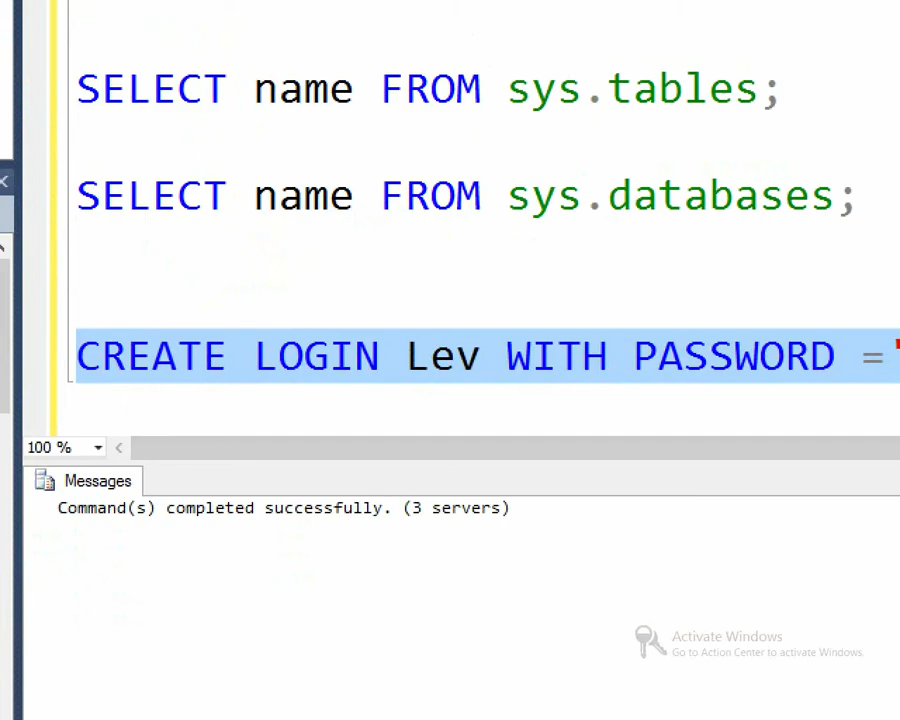 SELECT name FROM sys.tables;
SELECT name FROM sys.databases;
CREATE LOGIN Lev WITH PASSWORD ='
100 %
Messages
Command(s) completed successfully. (3 servers)
Activate Windows
Go to Action Center to activate Windows.